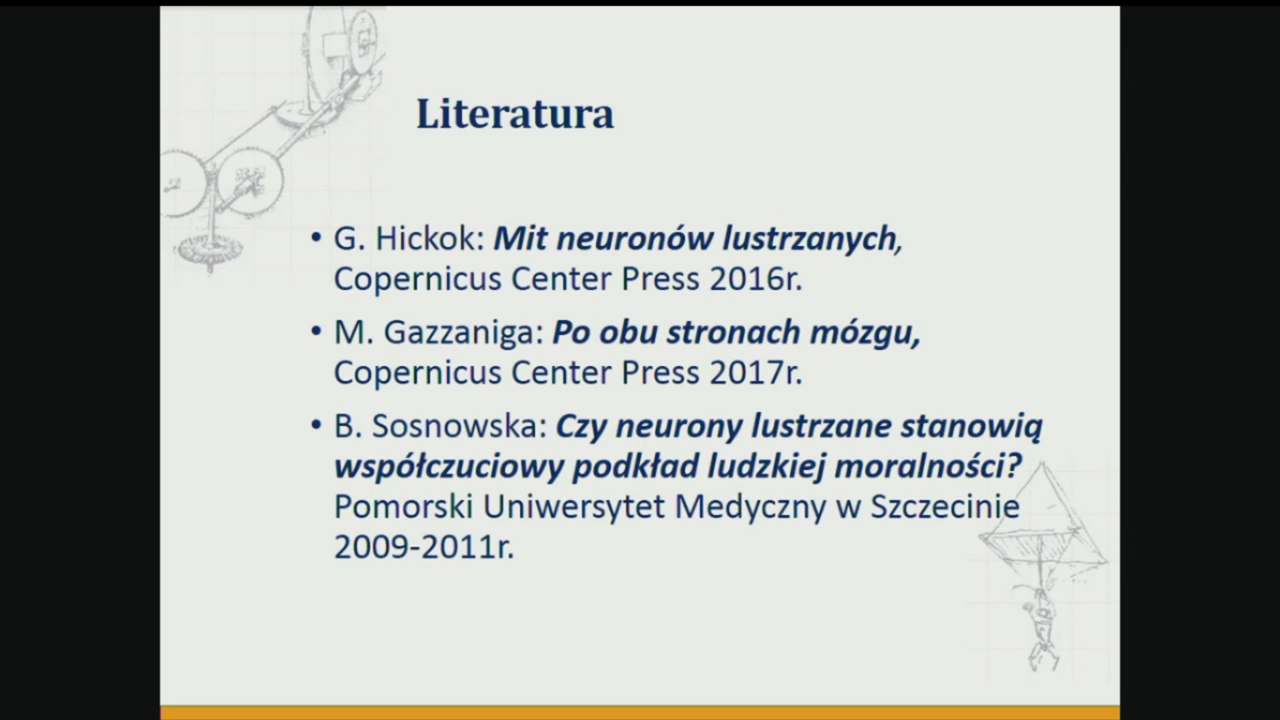 Literatura
• G. Hickok: Mit neuronów lustrzanych,
Copernicus Center Press 2016r.
• M. Gazzaniga: Po obu stronach mózgu,
Copernicus Center Press 2017r.
• B. Sosnowska: Czy neurony lustrzane stanowią
współczuciowy podkład ludzkiej moralności?
Pomorski Uniwersytet Medyczny w Szczecinie
2009-2011r.